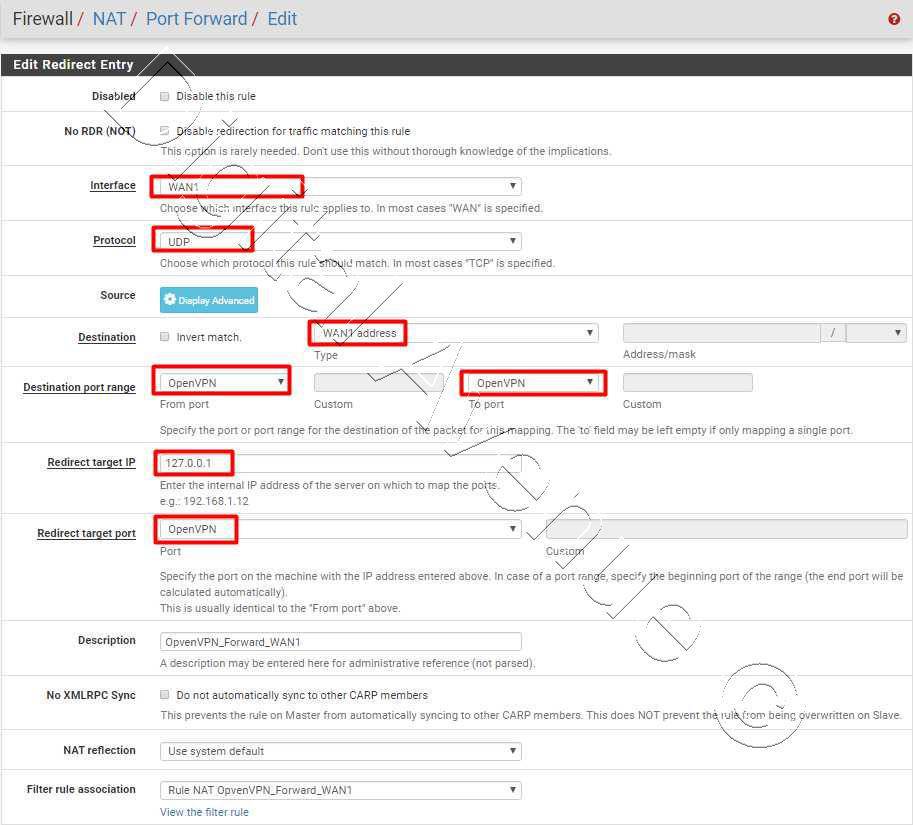 Firewall / NAT / Port Forward / Edit
Edit Redirect Entry
Disabled Disable this rule
No RDR (NOT) Disable redirection for traffic matching this rule
This option is rarely needed. Don't use this without thorough knowledge of the implications.
Interface WAN1
Choose which interface this rule applies to. In most cases "WAN" is specified.
Protocol UDP
Choose which protocol this rule should match. In most cases "TCP" is specified.
Source Display Advanced
Destination Invert match. WAN1 address /
Type Address/mask
Destination port range OpenVPN OpenVPN
From port Custom To port Custom
Specify the port or port range for the destination of the packet for this mapping. The 'to' field may be left empty if only mapping a single port.
Redirect target IP 127.0.0.1
Enter the internal IP address of the server on which to map the ports.
e.g.: 192.168.1.12
Redirect target port OpenVPN
Port Custom
Specify the port on the machine with the IP address entered above. In case of a port range, specify the beginning port of the range (the end port will be
calculated automatically).
This is usually identical to the "From port" above.
Description OpvenVPN_Forward_WAN1
A description may be entered here for administrative reference (not parsed).
No XMLRPC Sync Do not automatically sync to other CARP members
This prevents the rule on Master from automatically syncing to other CARP members. This does NOT prevent the rule from being overwritten on Slave.
NAT reflection Use system default
Filter rule association Rule NAT OpvenVPN_Forward_WAN1
View the filter rule